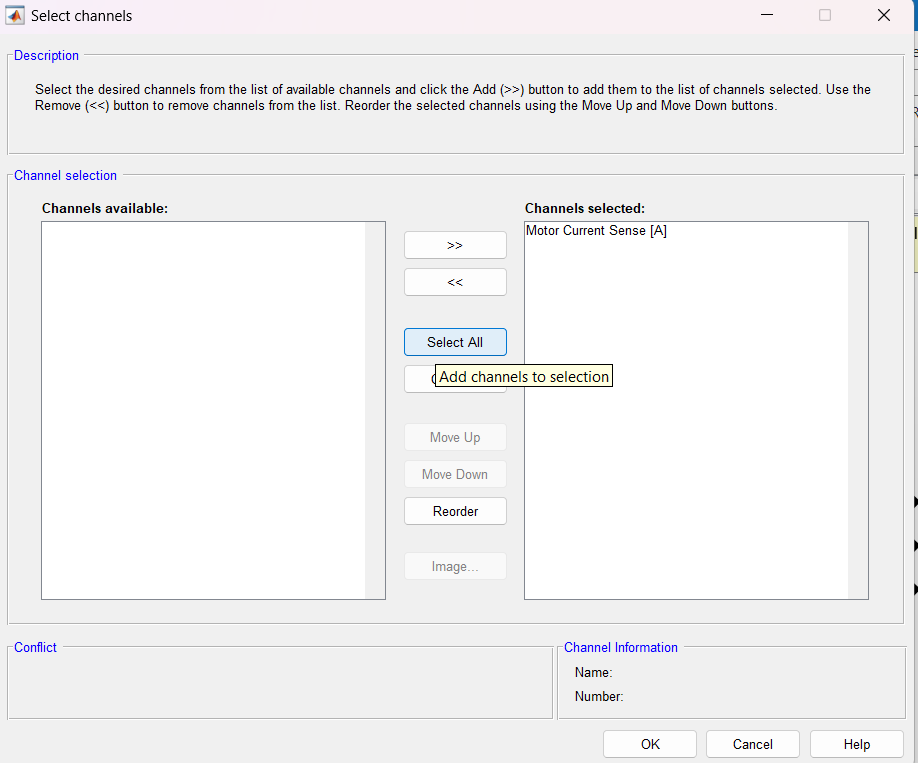 Select channels
Description
Select the desired channels from the list of available channels and click the Add (>>) button to add them to the list of channels selected. Use the
Remove (<<) button to remove channels from the list. Reorder the selected channels using the Move Up and Move Down buttons.
Channel selection
Channels available:
>>
<<
Select All
Add channels to selection
Move Up
Move Down
Reorder
Image...
Channels selected:
Motor Current Sense [A]
Conflict
Channel Information
Name:
Number:
OK
Cancel
Help